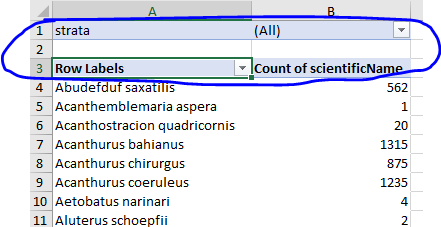 A B
1 strata (All)
2
3 Row Labels Count of scientificName
4 Abudefduf saxatilis 562
5 Acanthemblemaria aspera 1
6 Acanthostracion quadricornis 20
7 Acanthurus bahianus 1315
8 Acanthurus chirurgus 875
9 Acanthurus coeruleus 1235
10 Aetobatus narinari 4
11 Aluterus schoepfii 2